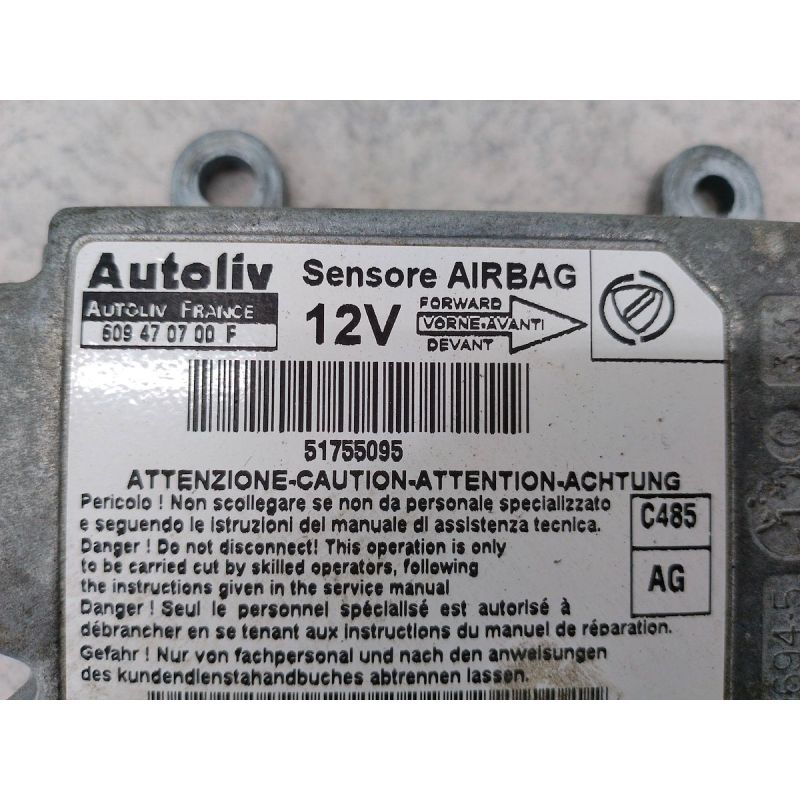 Autoliv
Sensore AIRBAG
AUTOLIV FRANCE
609 47 07 00 F
12V
FORWARD
VORNE-AVANTI
DEVANT
51755095
ATTENZIONE-CAUTION-ATTENTION-ACHTUNG
Pericolo ! Non scollegare se non da personale specializzato
e seguendo le istruzioni del manuale di assistenza tecnica.
Danger ! Do not disconnect! This operation is only
to be carried cut by skilled operators, following
the instructions given in the service manual
Danger ! Seul le personnel spécialisé est autorisé à
débrancher en se tenant aux instructions du manuel de réparation.
Gefahr ! Nur von fachpersonal und nach den anweisungen
des kundendienstahandbuches abtrennen lassen.
C485
AG
694-5